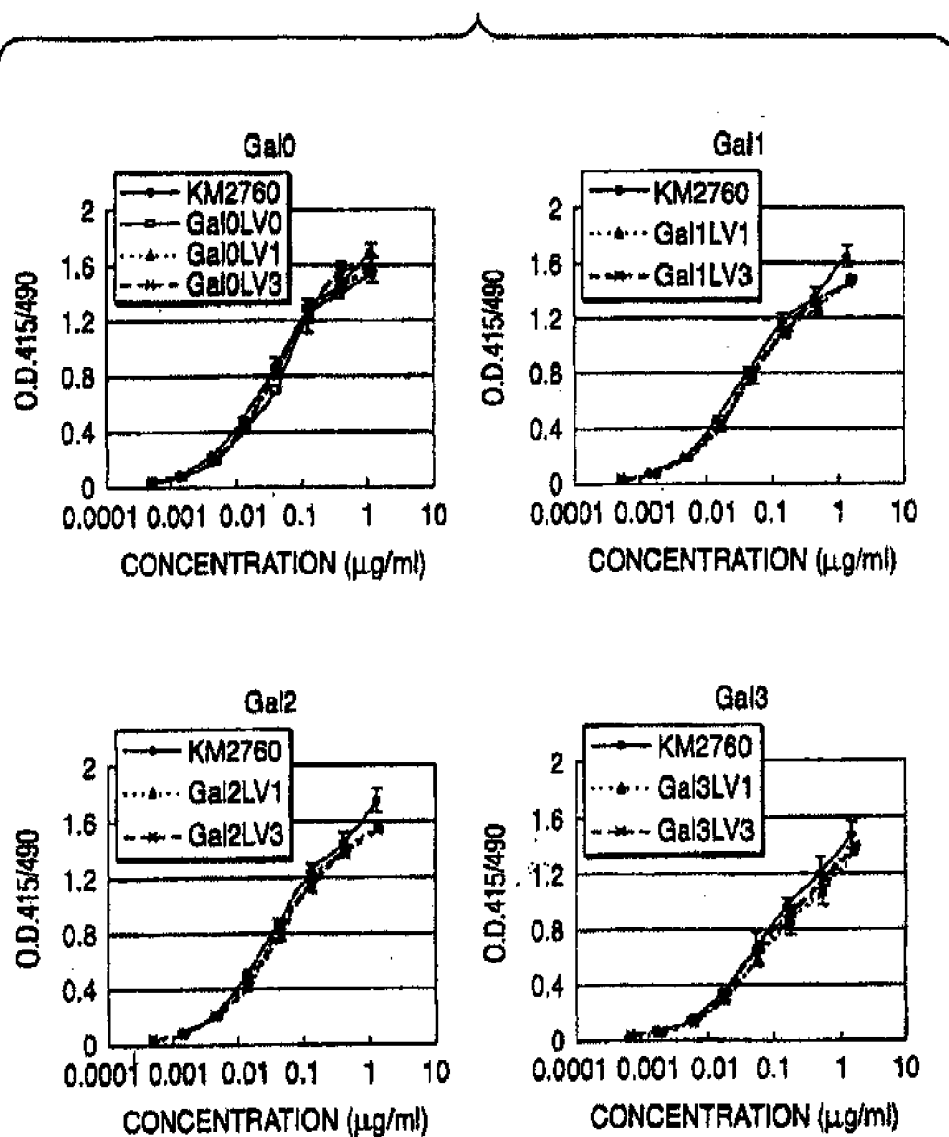 Gal0
KM2760
Gal0LV0
Gal0LV1
Gal0LV3
2
1.6
1.2
0.8
0.4
0
O.D.415/490
0.0001 0.001 0.01 0.1 1 10
CONCENTRATION (µg/ml)
Gal1
KM2760
Gal1LV1
Gal1LV3
2
1.6
1.2
0.8
0.4
0
O.D.415/490
0.0001 0.001 0.01 0.1 1 10
CONCENTRATION (µg/ml)
Gal2
KM2760
Gal2LV1
Gal2LV3
2
1.6
1.2
0.8
0.4
0
O.D.415/490
0.0001 0.001 0.01 0.1 1 10
CONCENTRATION (µg/ml)
Gal3
KM2760
Gal3LV1
Gal3LV3
2
1.6
1.2
0.8
0.4
0
O.D.415/490
0.0001 0.001 0.01 0.1 1 10
CONCENTRATION (µg/ml)